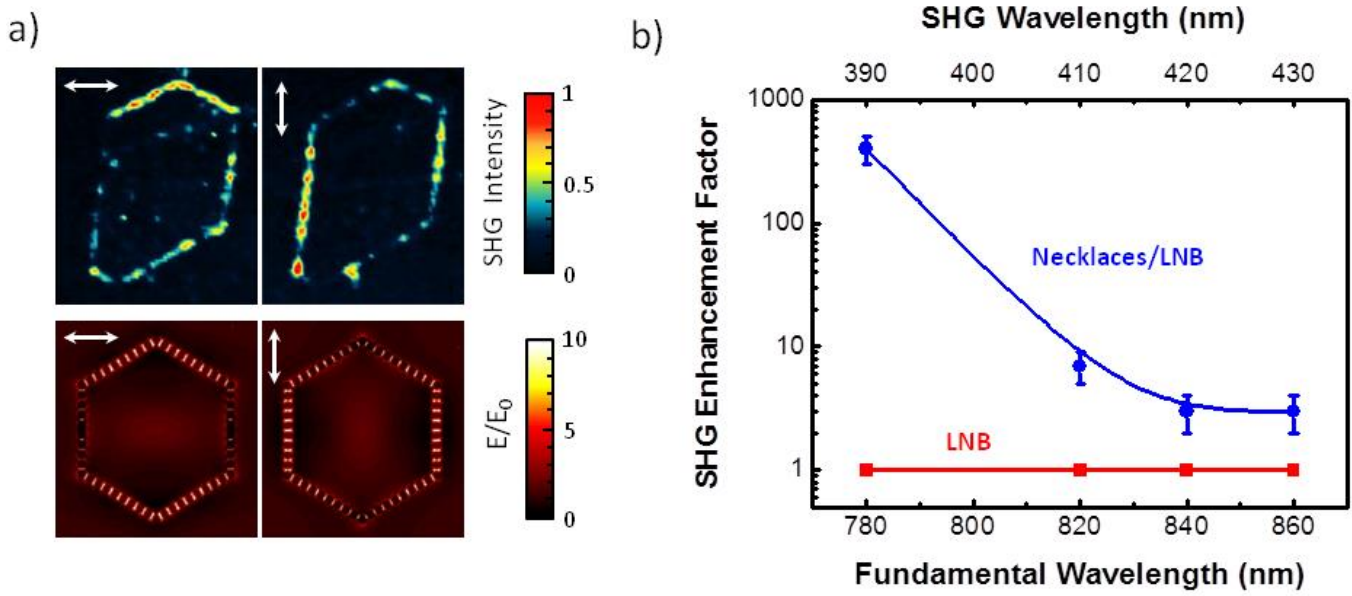 a)
SHG Intensity
1
0.5
0
E/E0
10
5
0
b)
SHG Wavelength (nm)
390 400 410 420 430
SHG Enhancement Factor
1000
100
10
1
Necklaces/LNB
LNB
780 800 820 840 860
Fundamental Wavelength (nm)